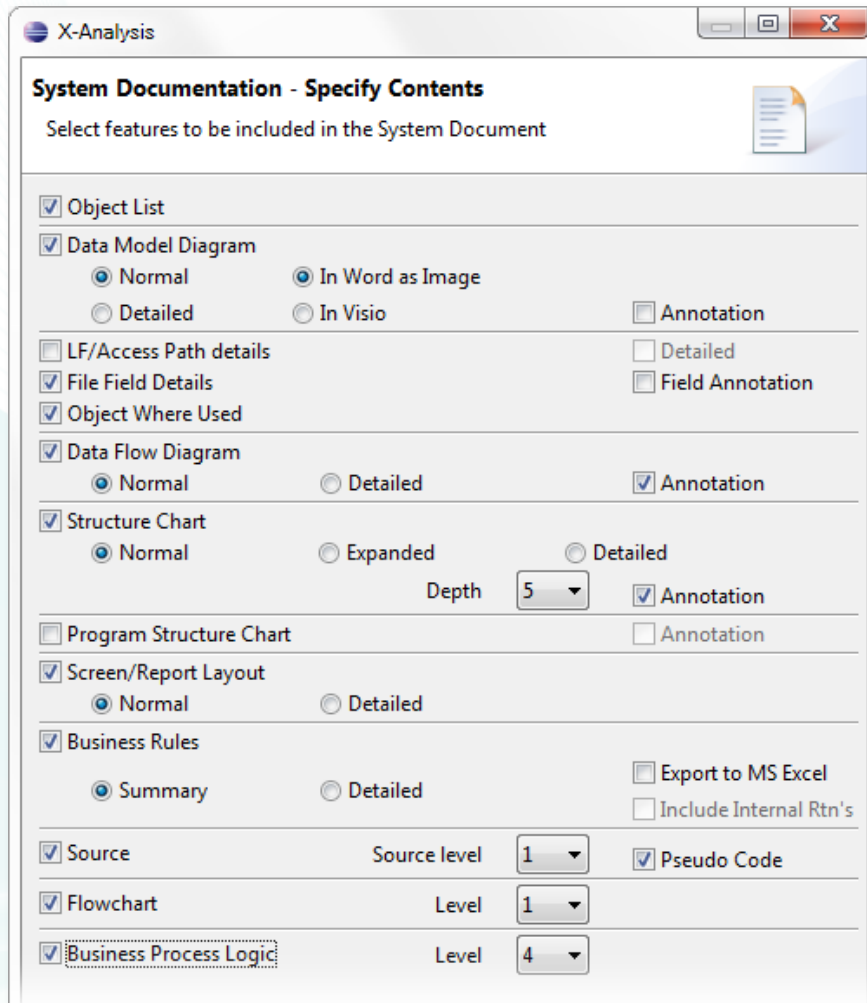 X-Analysis
System Documentation - Specify Contents
Select features to be included in the System Document
Object List
Data Model Diagram
Normal In Word as Image
Detailed In Visio Annotation
LF/Access Path details Detailed
File Field Details Field Annotation
Object Where Used
Data Flow Diagram
Normal Detailed Annotation
Structure Chart
Normal Expanded Detailed
Depth 5 Annotation
Program Structure Chart Annotation
Screen/Report Layout
Normal Detailed
Business Rules
Export to MS Excel
Summary Detailed
Include Internal Rtn's
Source Source level 1 Pseudo Code
Flowchart Level 1
Business Process Logic Level 4